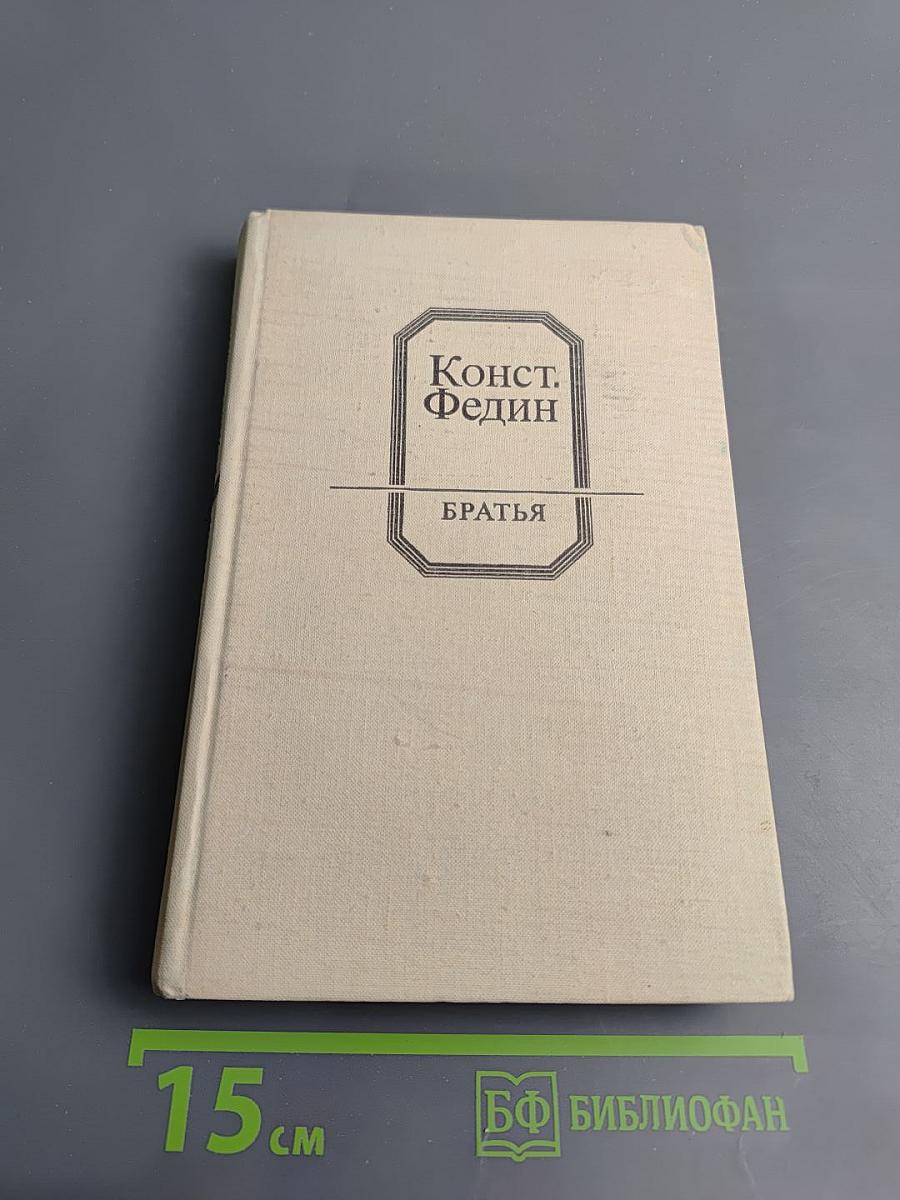 Конст.
Федин
БРАТЬЯ
15 см
БФ БИБЛИОФАН